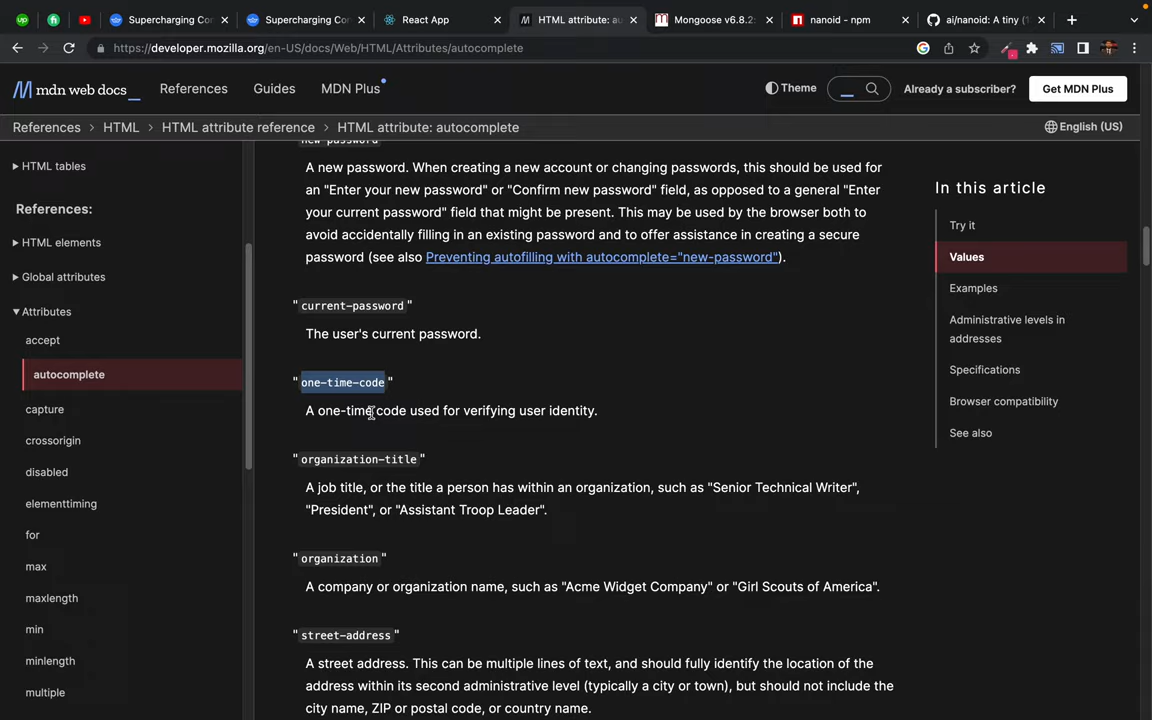 Supercharging Con
Supercharging Con
React App
HTML attribute: au
Mongoose v6.8.2:
nanoid - npm
ai/nanoid: A tiny (1
https://developer.mozilla.org/en-US/docs/Web/HTML/Attributes/autocomplete
mdn web docs_
References
Guides
MDN Plus
Theme
Already a subscriber?
Get MDN Plus
References > HTML > HTML attribute reference > HTML attribute: autocomplete
English (US)
HTML tables
References:
HTML elements
Global attributes
Attributes
accept
autocomplete
capture
crossorigin
disabled
elementtiming
for
max
maxlength
min
minlength
multiple
new-password
A new password. When creating a new account or changing passwords, this should be used for
an "Enter your new password" or "Confirm new password" field, as opposed to a general "Enter
your current password" field that might be present. This may be used by the browser both to
avoid accidentally filling in an existing password and to offer assistance in creating a secure
password (see also Preventing autofilling with autocomplete="new-password").
"current-password"
The user's current password.
"one-time-code"
A one-time code used for verifying user identity.
"organization-title"
A job title, or the title a person has within an organization, such as "Senior Technical Writer",
"President", or "Assistant Troop Leader".
"organization"
A company or organization name, such as "Acme Widget Company" or "Girl Scouts of America".
"street-address"
A street address. This can be multiple lines of text, and should fully identify the location of the
address within its second administrative level (typically a city or town), but should not include the
city name, ZIP or postal code, or country name.
In this article
Try it
Values
Examples
Administrative levels in
addresses
Specifications
Browser compatibility
See also